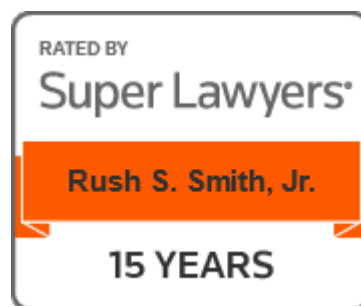 RATED BY
Super Lawyers
Rush S. Smith, Jr.
15 YEARS